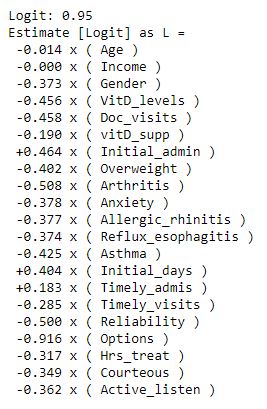 Logit: 0.95
Estimate [Logit] as L =
-0.014 x ( Age )
-0.000 x ( Income )
-0.373 x ( Gender )
-0.456 x ( VitD_levels )
-0.458 x ( Doc_visits )
-0.190 x ( vitD_supp )
+0.464 x ( Initial_admin )
-0.402 x ( Overweight )
-0.508 x ( Arthritis )
-0.378 x ( Anxiety )
-0.377 x ( Allergic_rhinitis )
-0.374 x ( Reflux_esophagitis )
-0.425 x ( Asthma )
+0.404 x ( Initial_days )
+0.183 x ( Timely_admis )
-0.285 x ( Timely_visits )
-0.500 x ( Reliability )
-0.916 x ( Options )
-0.317 x ( Hrs_treat )
-0.349 x ( Courteous )
-0.362 x ( Active_listen )